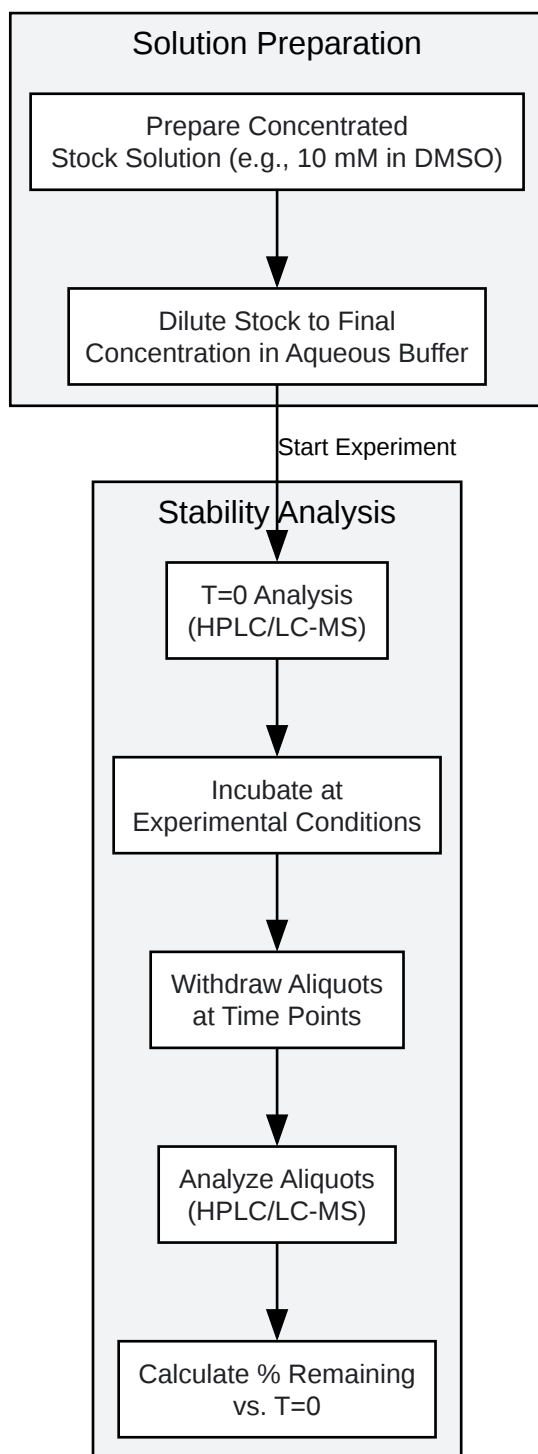 Solution Preparation
Prepare Concentrated
Stock Solution (e.g., 10 mM in DMSO)
Dilute Stock to Final
Concentration in Aqueous Buffer
Start Experiment
Stability Analysis
T=0 Analysis
(HPLC/LC-MS)
Incubate at
Experimental Conditions
Withdraw Aliquots
at Time Points
Analyze Aliquots
(HPLC/LC-MS)
Calculate % Remaining
vs. T=0